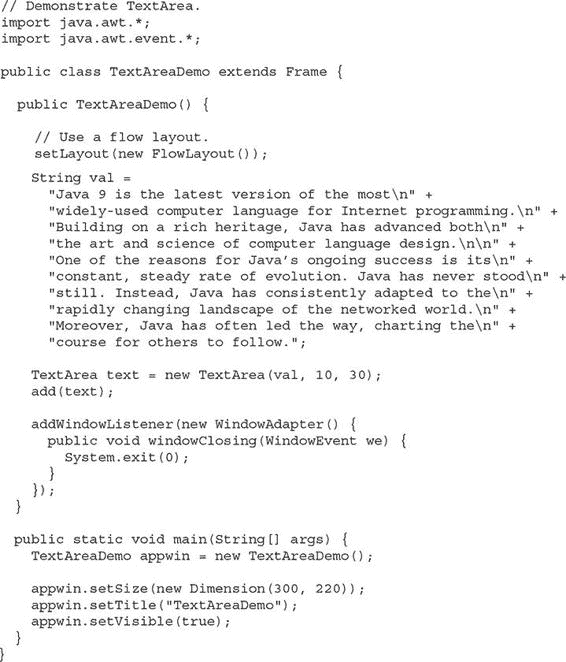 // Demonstrate TextArea.
import java.awt.*;
import java.awt.event.*;

public class TextAreaDemo extends Frame {

  public TextAreaDemo() {

    // Use a flow layout.
    setLayout(new FlowLayout());
    String val =
      "Java 9 is the latest version of the most\n" +
      "widely-used computer language for Internet programming.\n" +
      "Building on a rich heritage, Java has advanced both\n" +
      "the art and science of computer language design.\n\n" +
      "One of the reasons for Java’s ongoing success is its\n" +
      "constant, steady rate of evolution. Java has never stood\n" +
      "still. Instead, Java has consistently adapted to the\n" +
      "rapidly changing landscape of the networked world.\n" +
      "Moreover, Java has often led the way, charting the\n" +
      "course for others to follow.";

    TextArea text = new TextArea(val, 10, 30);
    add(text);

    addWindowListener(new WindowAdapter() {
      public void windowClosing(WindowEvent we) {
        System.exit(0);
      }
    });
  }

  public static void main(String[] args) {
    TextAreaDemo appwin = new TextAreaDemo();

    appwin.setSize(new Dimension(300, 220));
    appwin.setTitle("TextAreaDemo");
    appwin.setVisible(true);
  }
}